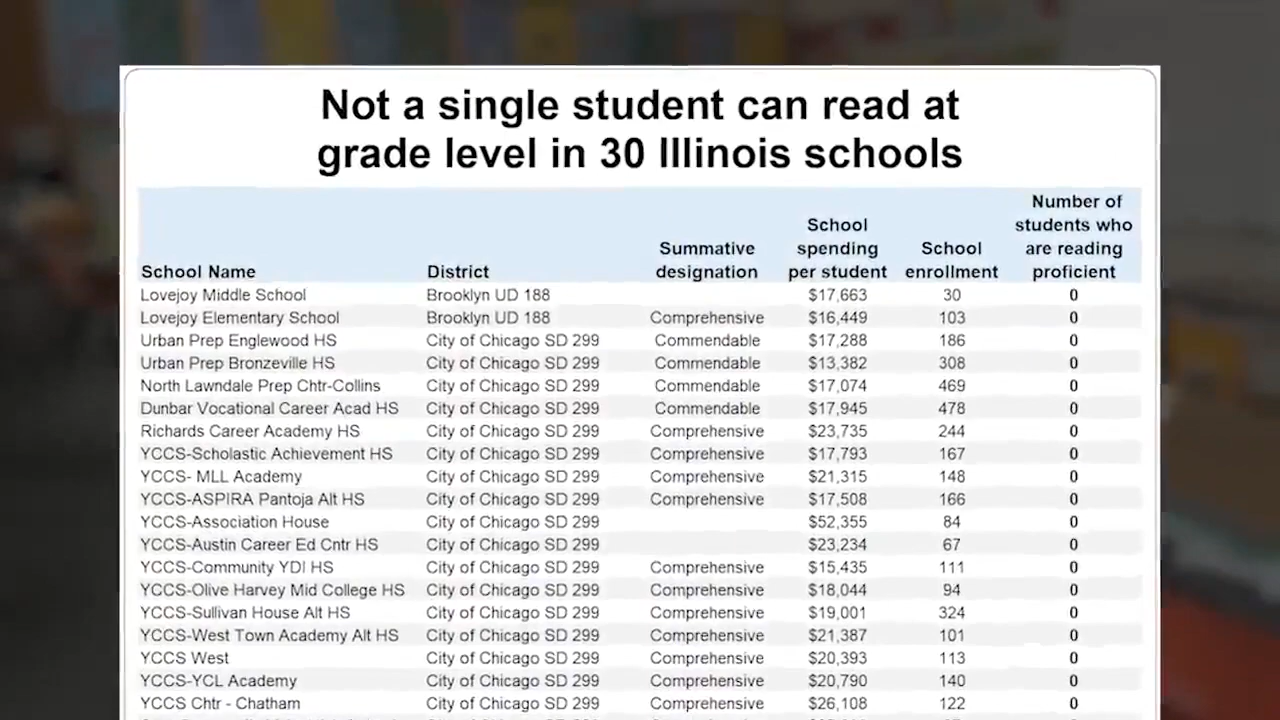 Not a single student can read at
grade level in 30 Illinois schools
School Name District Summative designation School spending per student School enrollment Number of students who are reading proficient
Lovejoy Middle School Brooklyn UD 188 $17,663 30 0
Lovejoy Elementary School Brooklyn UD 188 Comprehensive $16,449 103 0
Urban Prep Englewood HS City of Chicago SD 299 Commendable $17,288 186 0
Urban Prep Bronzeville HS City of Chicago SD 299 Commendable $13,382 308 0
North Lawndale Prep Chtr-Collins City of Chicago SD 299 Commendable $17,074 469 0
Dunbar Vocational Career Acad HS City of Chicago SD 299 Commendable $17,945 478 0
Richards Career Academy HS City of Chicago SD 299 Comprehensive $23,735 244 0
YCCS-Scholastic Achievement HS City of Chicago SD 299 Comprehensive $17,793 167 0
YCCS- MLL Academy City of Chicago SD 299 Comprehensive $21,315 148 0
YCCS-ASPIRA Pantoja Alt HS City of Chicago SD 299 Comprehensive $17,508 166 0
YCCS-Association House City of Chicago SD 299 $52,355 84 0
YCCS-Austin Career Ed Cntr HS City of Chicago SD 299 $23,234 67 0
YCCS-Community YDI HS City of Chicago SD 299 Comprehensive $15,435 111 0
YCCS-Olive Harvey Mid College HS City of Chicago SD 299 Comprehensive $18,044 94 0
YCCS-Sullivan House Alt HS City of Chicago SD 299 Comprehensive $19,001 324 0
YCCS-West Town Academy Alt HS City of Chicago SD 299 Comprehensive $21,387 101 0
YCCS West City of Chicago SD 299 Comprehensive $20,393 113 0
YCCS-YCL Academy City of Chicago SD 299 Comprehensive $20,790 140 0
YCCS Chtr - Chatham City of Chicago SD 299 Comprehensive $26,108 122 0